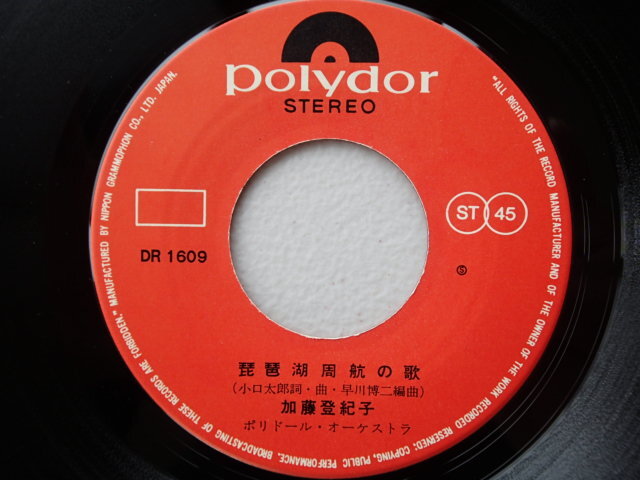 polydor
STEREO
ST 45
DR 1609
Ⓢ
琵琶湖周航の歌
(小口太郎詞・曲・早川博二編曲)
加藤登紀子
ポリドール・オーケストラ
"ALL RIGHTS OF THE RECORD MANUFACTURER AND OF THE OWNER OF THE WORK RECORDED RESERVED: COPYING, PUBLIC PERFORMANCE, BROADCASTING OF THESE RECORDS ARE FORBIDDEN." MANUFACTURED BY NIPPON GRAMMOPHON CO., LTD. JAPAN.